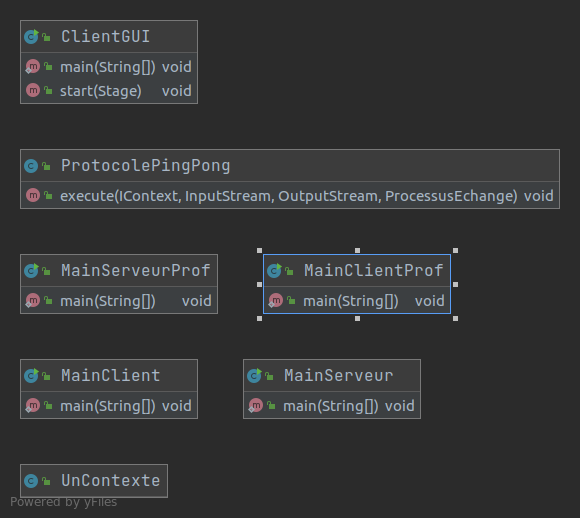 ClientGUI
main(String[]) void
start(Stage) void
ProtocolePingPong
execute(IContext, InputStream, OutputStream, ProcessusEchange) void
MainServeurProf MainClientProf
main(String[]) void main(String[]) void
MainClient MainServeur
main(String[]) void main(String[]) void
UnContexte
Powered by yFiles